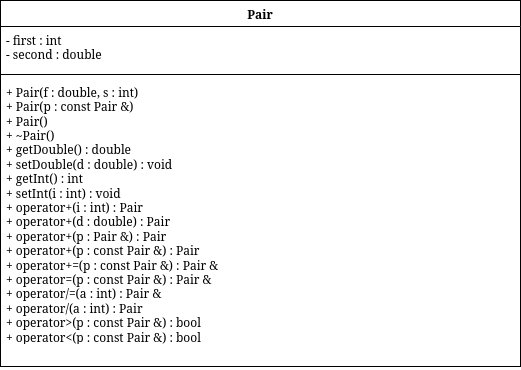 Pair
- first : int
- second : double
+ Pair(f : double, s : int)
+ Pair(p : const Pair &)
+ Pair()
+ ~Pair()
+ getDouble() : double
+ setDouble(d : double) : void
+ getInt() : int
+ setInt(i : int) : void
+ operator+(i : int) : Pair
+ operator+(d : double) : Pair
+ operator+(p : Pair &) : Pair
+ operator+(p : const Pair &) : Pair
+ operator+=(p : const Pair &) : Pair &
+ operator=(p : const Pair &) : Pair &
+ operator/=(a : int) : Pair &
+ operator/(a : int) : Pair
+ operator>(p : const Pair &) : bool
+ operator<(p : const Pair &) : bool